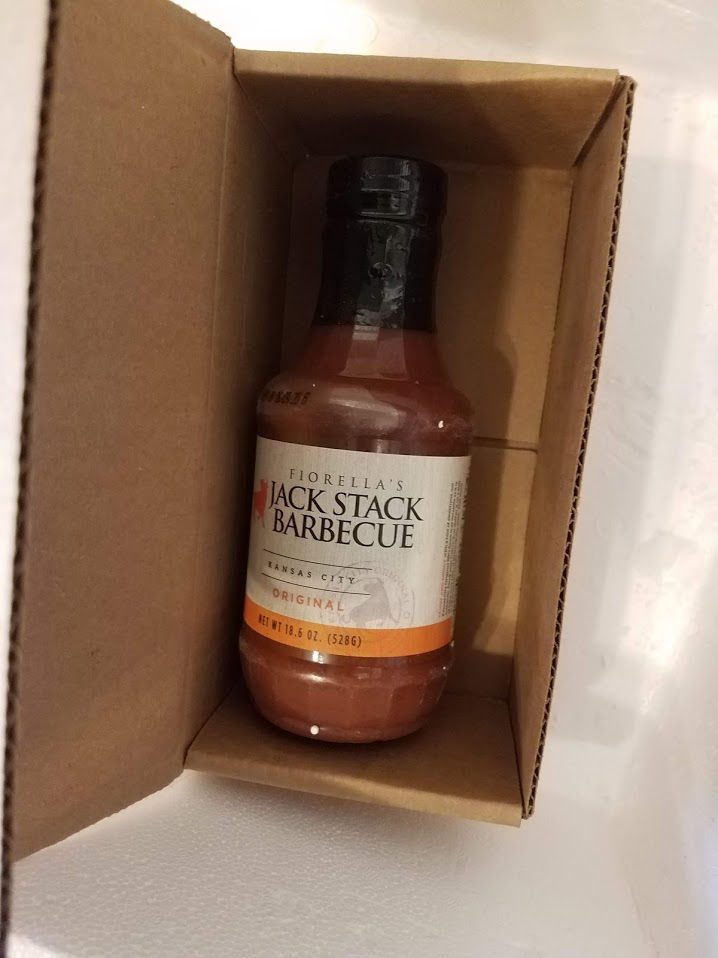 FIORELLA'S
JACK STACK
BARBECUE
KANSAS CITY
ORIGINAL
NET WT 18.6 OZ. (528G)